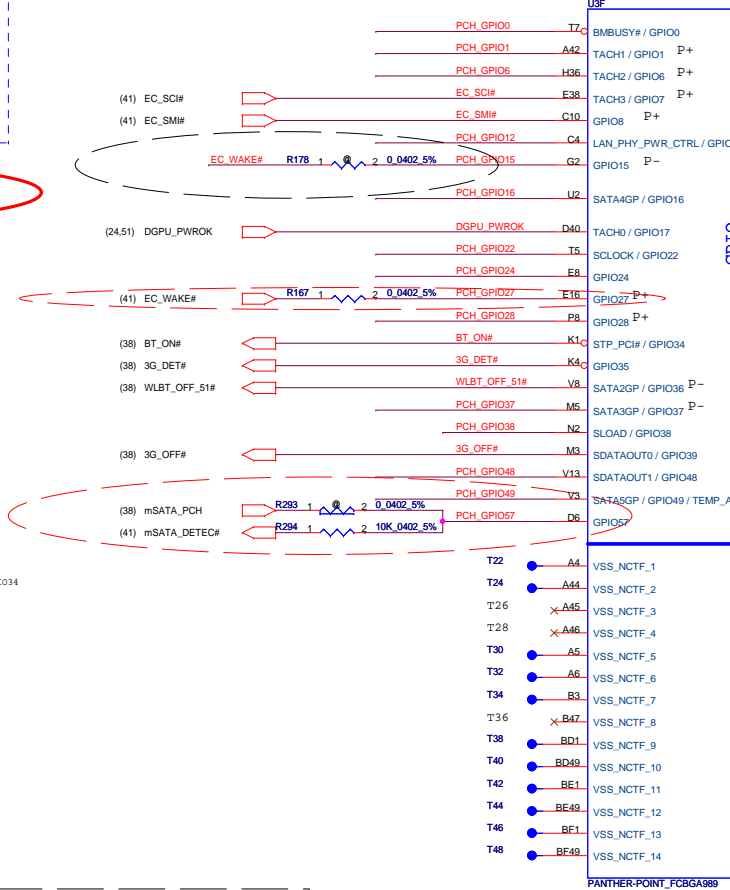 U3F
PCH_GPIO0 T7 BMBUSY# / GPIO0
PCH_GPIO1 A42 TACH1 / GPIO1 P+
PCH_GPIO6 H36 TACH2 / GPIO6 P+
(41) EC_SCI# EC_SCI# E38 TACH3 / GPIO7 P+
(41) EC_SMI# EC_SMI# C10 GPIO8 P+
PCH_GPIO12 C4 LAN_PHY_PWR_CTRL / GPIO
EC_WAKE# R178 1 @ 2 0_0402_5% PCH_GPIO15 G2 GPIO15 P-
PCH_GPIO16 U2 SATA4GP / GPIO16
(24,51) DGPU_PWROK DGPU_PWROK D40 TACH0 / GPIO17
PCH_GPIO22 T5 SCLOCK / GPIO22
PCH_GPIO24 E8 GPIO24
(41) EC_WAKE# R167 1 2 0_0402_5% PCH_GPIO27 E16 GPIO27 P+
PCH_GPIO28 P8 GPIO28 P+
(38) BT_ON# BT_ON# K1 STP_PCI# / GPIO34
(38) 3G_DET# 3G_DET# K4 GPIO35
(38) WLBT_OFF_51# WLBT_OFF_51# V8 SATA2GP / GPIO36 P-
PCH_GPIO37 M5 SATA3GP / GPIO37 P-
PCH_GPIO38 N2 SLOAD / GPIO38
(38) 3G_OFF# 3G_OFF# M3 SDATAOUT0 / GPIO39
PCH_GPIO48 V13 SDATAOUT1 / GPIO48
PCH_GPIO49 V3 SATA5GP / GPIO49 / TEMP_A
(38) mSATA_PCH R293 1 @ 2 0_0402_5%
PCH_GPIO57 D6 GPIO57
(41) mSATA_DETEC# R294 1 2 10K_0402_5%
T22 A4 VSS_NCTF_1
T24 A44 VSS_NCTF_2
T26 A45 VSS_NCTF_3
T28 A46 VSS_NCTF_4
T30 A5 VSS_NCTF_5
T32 A6 VSS_NCTF_6
T34 B3 VSS_NCTF_7
T36 B47 VSS_NCTF_8
T38 BD1 VSS_NCTF_9
T40 BD49 VSS_NCTF_10
T42 BE1 VSS_NCTF_11
T44 BE49 VSS_NCTF_12
T46 BF1 VSS_NCTF_13
T48 BF49 VSS_NCTF_14
PANTHER-POINT_FCBGA989